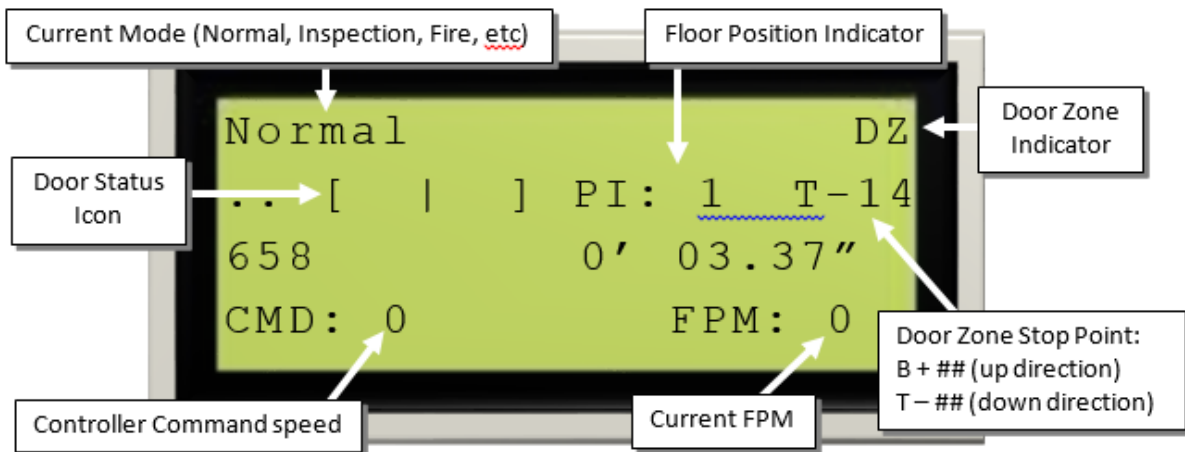 Current Mode (Normal, Inspection, Fire, etc)
Floor Position Indicator
Door Zone
Indicator
Door Status
Icon
Normal DZ
.. [ | ] PI: 1 T-14
658 0' 03.37"
CMD: 0 FPM: 0
Door Zone Stop Point:
B + ## (up direction)
T – ## (down direction)
Controller Command speed
Current FPM